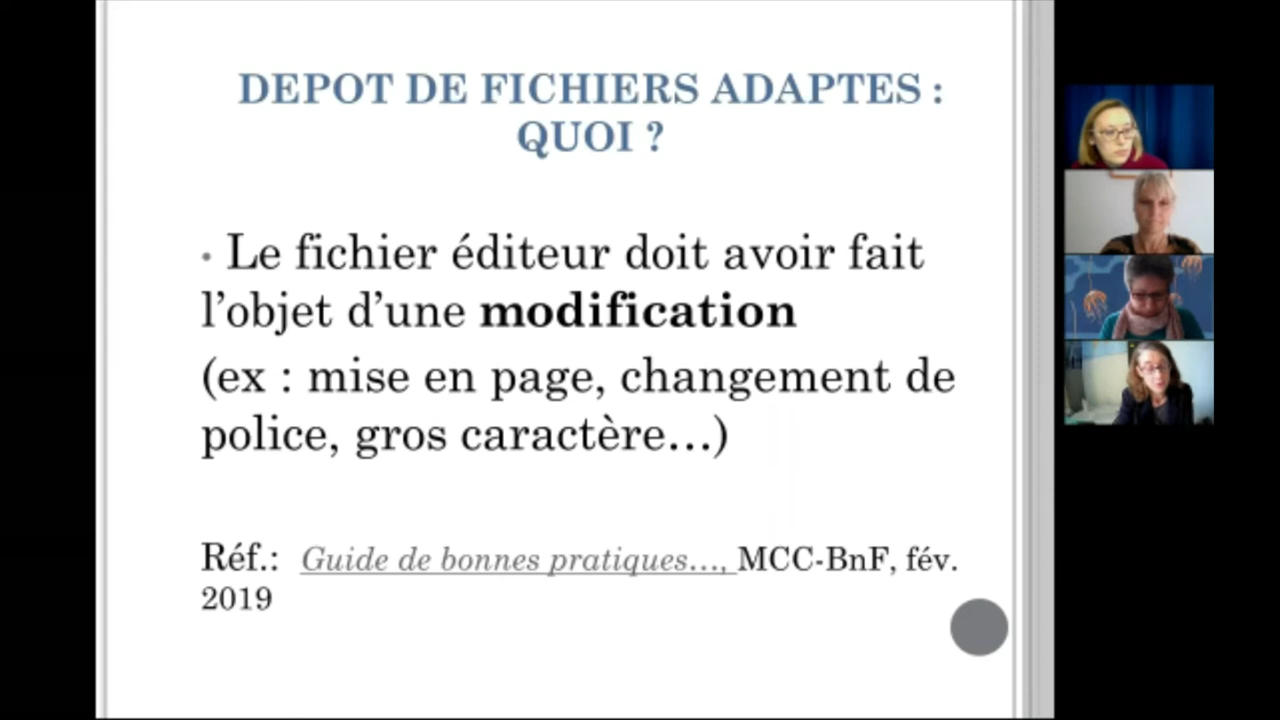 DEPOT DE FICHIERS ADAPTES :
QUOI ?
• Le fichier éditeur doit avoir fait
l’objet d’une modification
(ex : mise en page, changement de
police, gros caractère…)
Réf.: Guide de bonnes pratiques…, MCC-BnF, fév.
2019